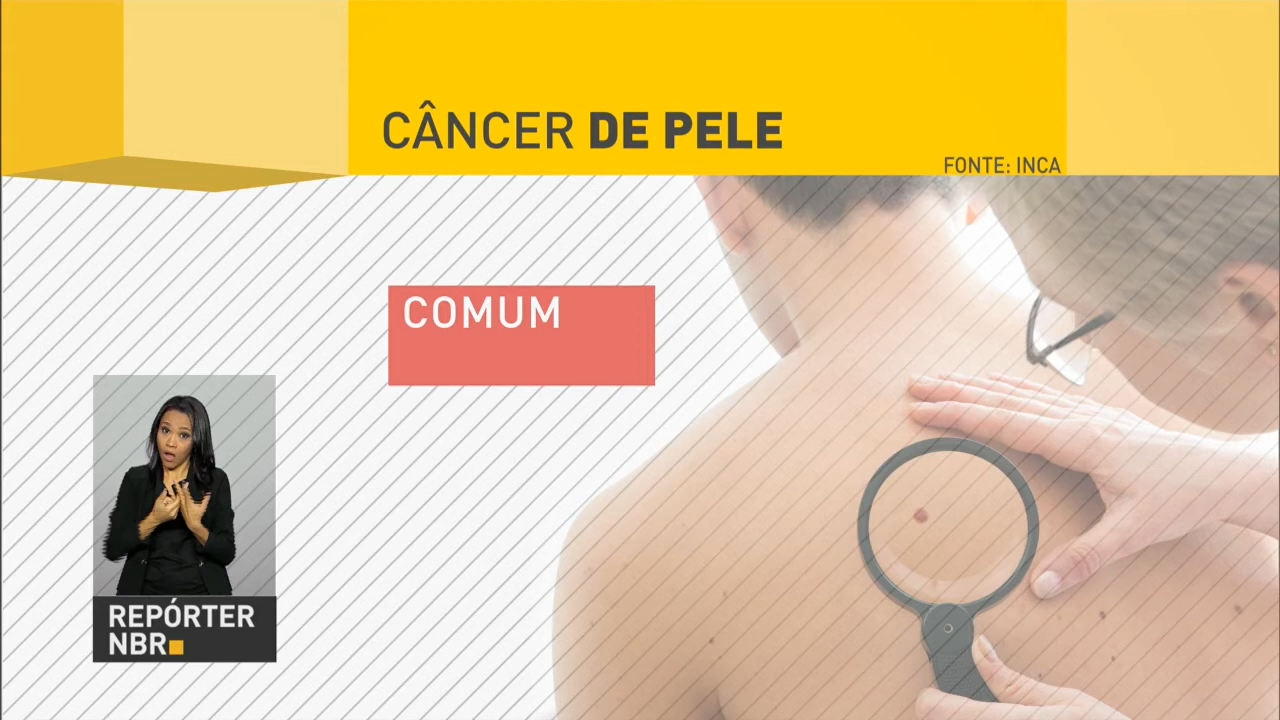 CÂNCER DE PELE
FONTE: INCA
COMUM
REPÓRTER
NBR